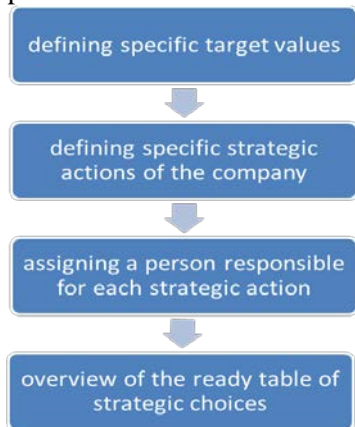 defining specific target values
defining specific strategic
actions of the company
assigning a person responsible
for each strategic action
overview of the ready table of
strategic choices